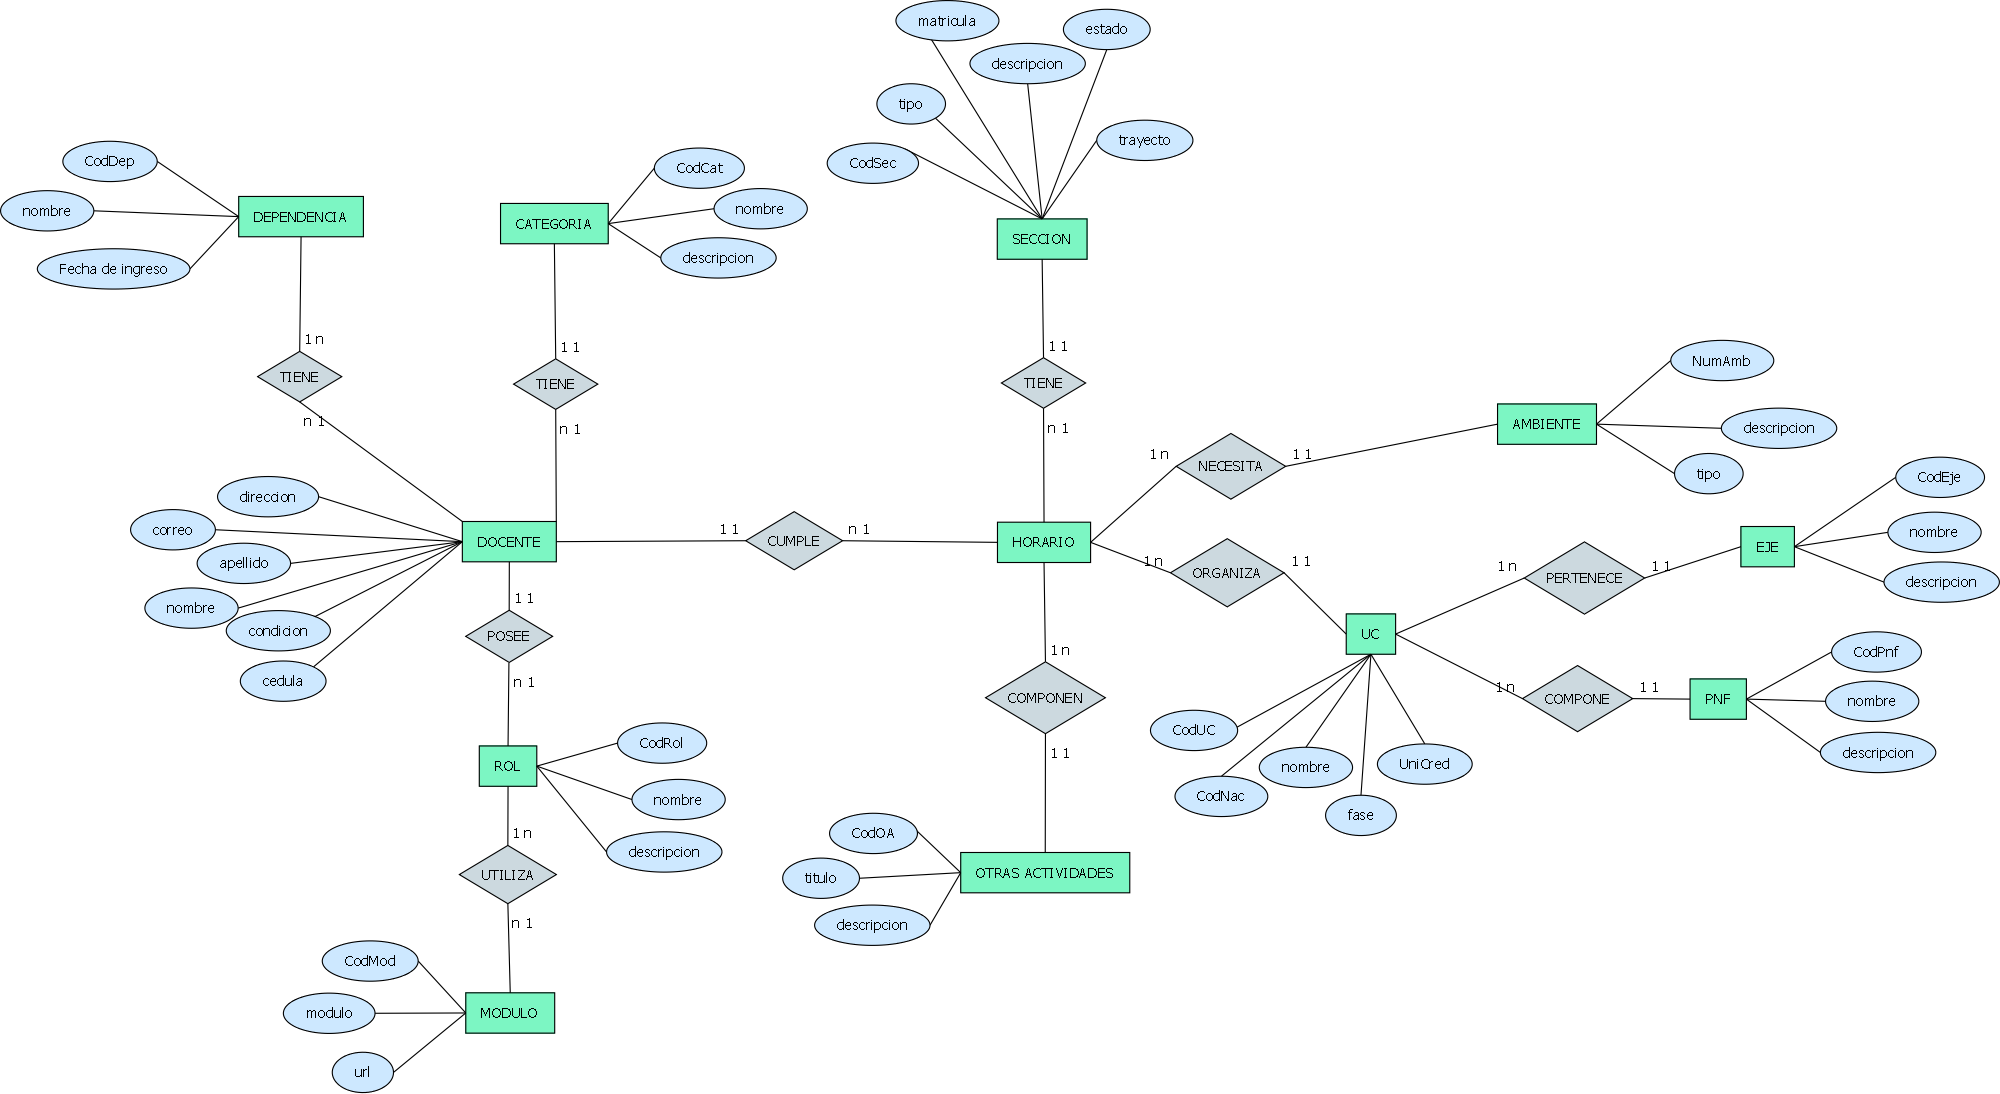 matricula
estado
descripcion
tipo
trayecto
CodSec
CodDep
nombre
Fecha de ingreso
DEPENDENCIA
CodCat
nombre
descripcion
CATEGORIA
SECCION
1 n
TIENE
n 1
1 1
TIENE
n 1
1 1
TIENE
n 1
NumAmb
descripcion
tipo
AMBIENTE
1 n
NECESITA
1 1
direccion
correo
apellido
nombre
condicion
cedula
DOCENTE
1 1
CUMPLE
n 1
HORARIO
1 n
ORGANIZA
1 1
CodEje
nombre
descripcion
EJE
1 n
PERTENECE
1 1
UC
1 1
POSEE
n 1
1 n
COMPONEN
1 1
1 n
COMPONE
1 1
PNF
CodPnf
nombre
descripcion
CodUC
CodNac
nombre
fase
UniCred
ROL
CodRol
nombre
descripcion
1 n
UTILIZA
n 1
CodOA
titulo
descripcion
OTRAS ACTIVIDADES
CodMod
modulo
url
MODULO